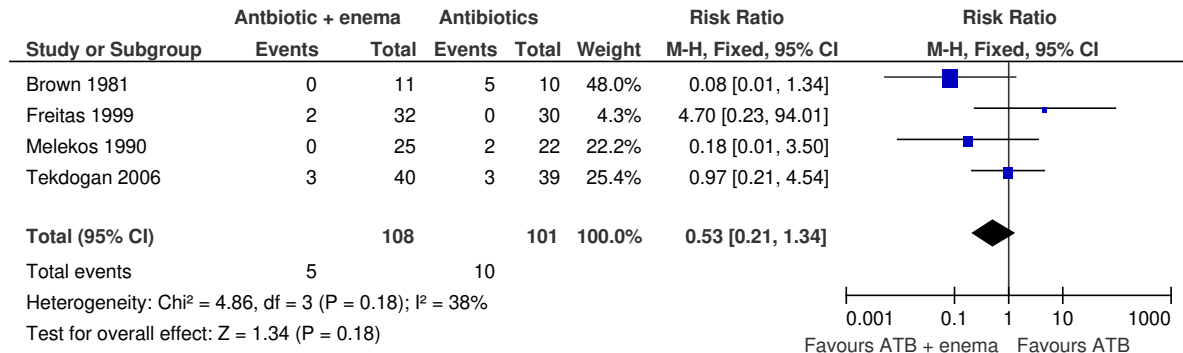 Antbiotic + enema Antibiotics Risk Ratio Risk Ratio
Study or Subgroup Events Total Events Total Weight M-H, Fixed, 95% CI M-H, Fixed, 95% CI
Brown 1981 0 11 5 10 48.0% 0.08 [0.01, 1.34]
Freitas 1999 2 32 0 30 4.3% 4.70 [0.23, 94.01]
Melekos 1990 0 25 2 22 22.2% 0.18 [0.01, 3.50]
Tekdogan 2006 3 40 3 39 25.4% 0.97 [0.21, 4.54]
Total (95% CI) 108 101 100.0% 0.53 [0.21, 1.34]
Total events 5 10
Heterogeneity: Chi² = 4.86, df = 3 (P = 0.18); I² = 38%
Test for overall effect: Z = 1.34 (P = 0.18)
0.001 0.1 1 10 1000
Favours ATB + enema Favours ATB